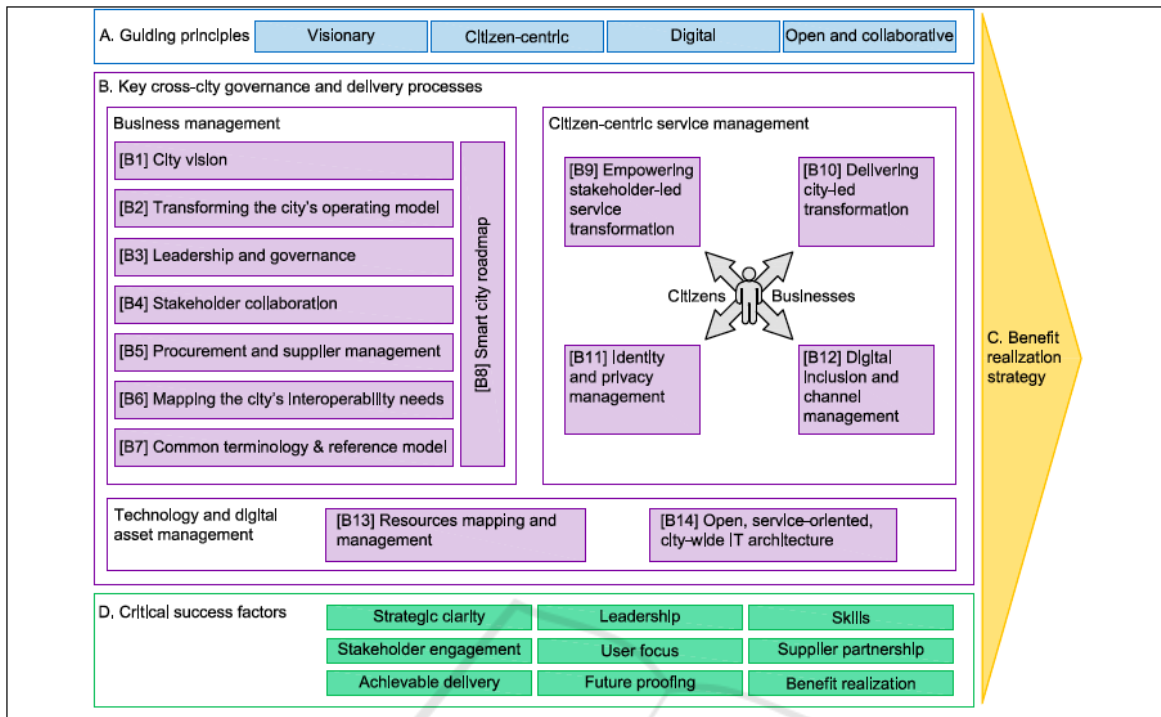 A. Guiding principles
Visionary
Citizen-centric
Digital
Open and collaborative
B. Key cross-city governance and delivery processes
Business management
[B1] City vision
[B2] Transforming the city's operating model
[B3] Leadership and governance
[B4] Stakeholder collaboration
[B5] Procurement and supplier management
[B6] Mapping the city's interoperability needs
[B7] Common terminology & reference model
[B8] Smart city roadmap
Citizen-centric service management
[B9] Empowering
stakeholder-led
service
transformation
[B10] Delivering
city-led
transformation
Citizens
Businesses
[B11] Identity
and privacy
management
[B12] Digital
inclusion and
channel
management
Technology and digital
asset management
[B13] Resources mapping and
management
[B14] Open, service-oriented,
city-wide IT architecture
C. Benefit
realization
strategy
D. Critical success factors
Strategic clarity
Leadership
Skills
Stakeholder engagement
User focus
Supplier partnership
Achievable delivery
Future proofing
Benefit realization